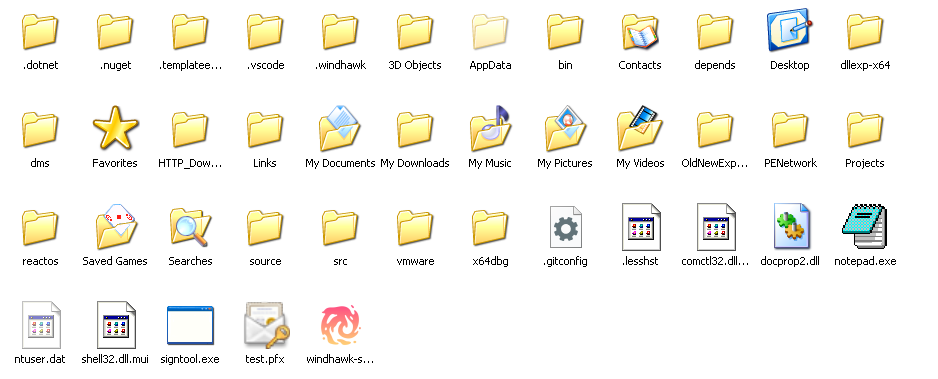 .dotnet .nuget .templatee... .vscode .windhawk 3D Objects AppData bin Contacts depends Desktop dllexp-x64
dms Favorites HTTP_Dow... Links My Documents My Downloads My Music My Pictures My Videos OldNewExp... PENetwork Projects
reactos Saved Games Searches source src vmware x64dbg .gitconfig .lesshst comctl32.dll... docprop2.dll notepad.exe
ntuser.dat shell32.dll.mui signtool.exe test.pfx windhawk-s...